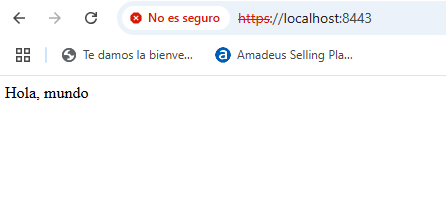 No es seguro https://localhost:8443
Te damos la bienve... Amadeus Selling Pla...
Hola, mundo